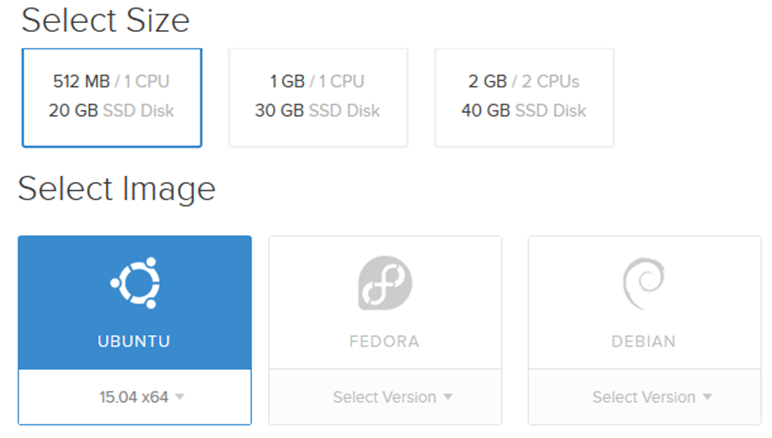 Select Size
512 MB / 1 CPU
20 GB SSD Disk
1 GB / 1 CPU
30 GB SSD Disk
2 GB / 2 CPUs
40 GB SSD Disk
Select Image
UBUNTU
15.04 x64
FEDORA
Select Version
DEBIAN
Select Version